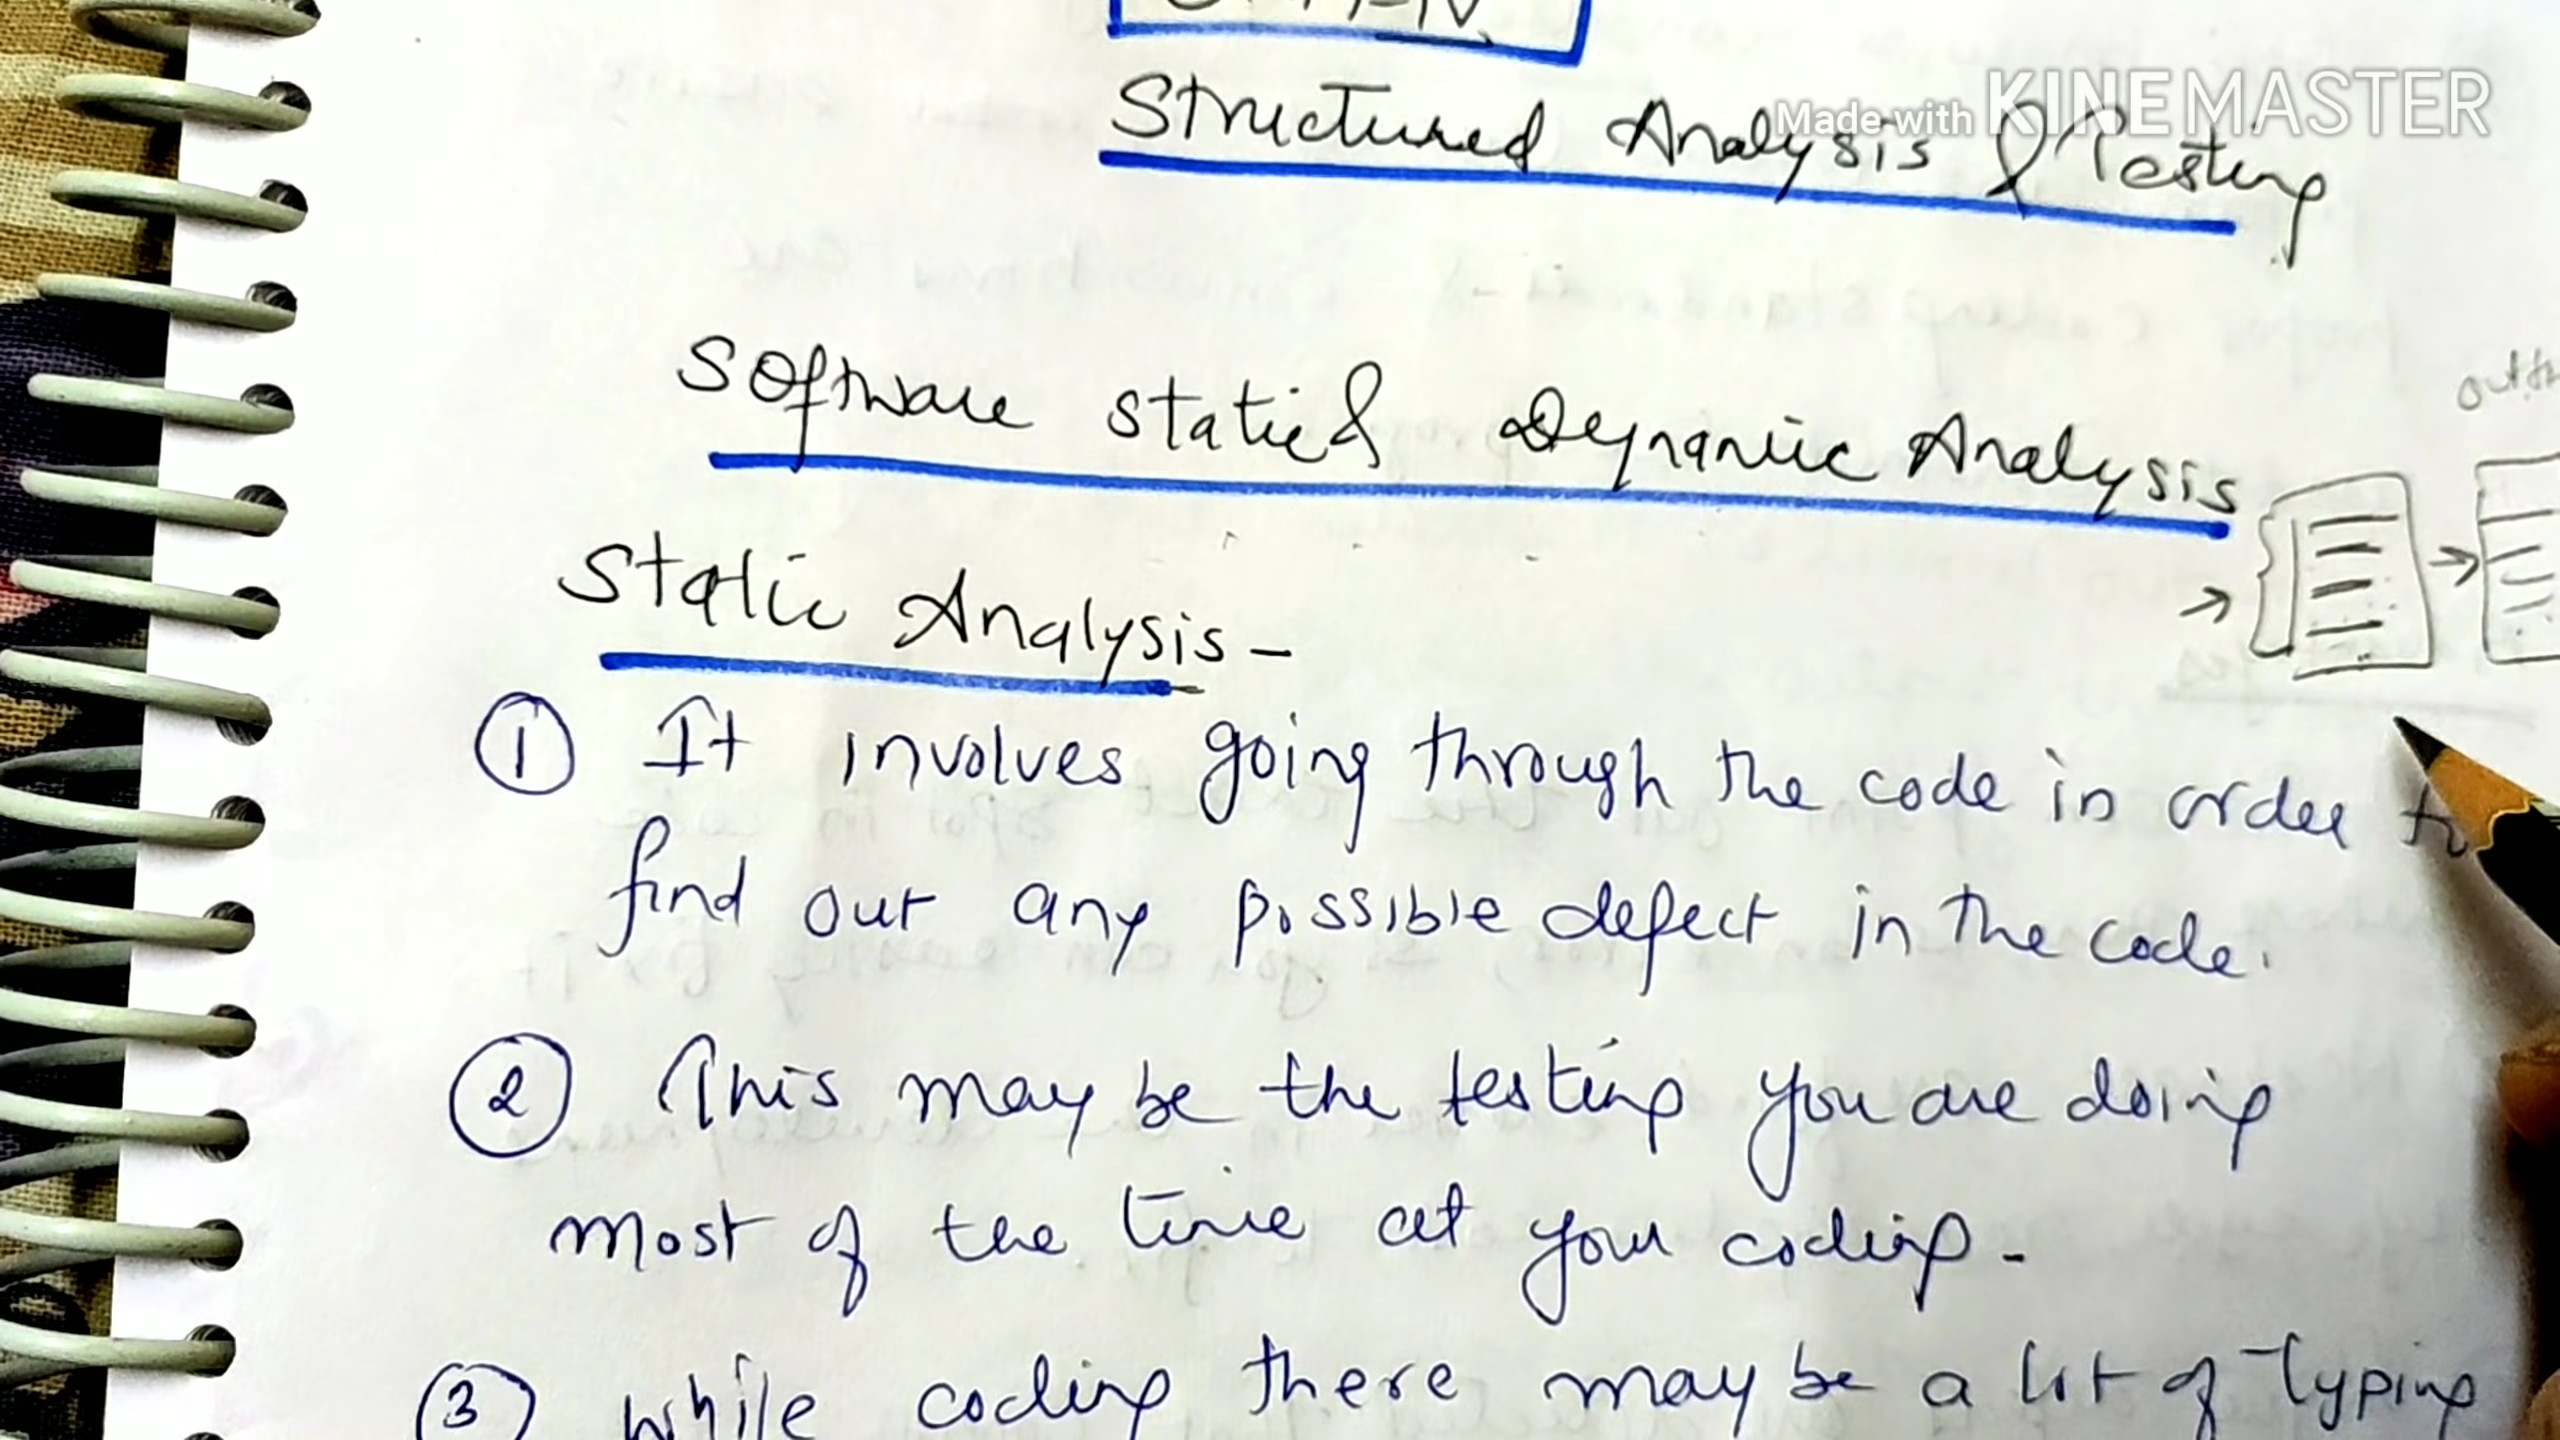 Made with KINEMASTER
Structured Analysis & Testing
Software Static & Dynamic Analysis
Static Analysis -
① It involves going through the code in order to
find out any possible defect in the code.
② This may be the testing you are doing
most of the time at your coding.
③ While coding there may be a lot of typing